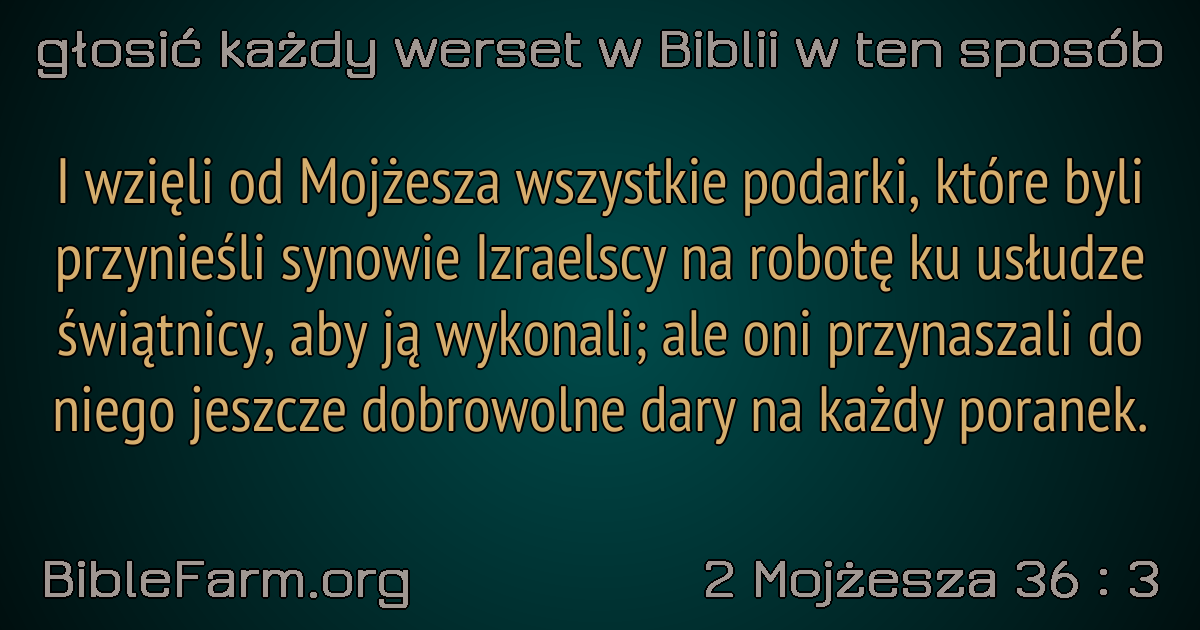 głosić każdy werset w Biblii w ten sposób
I wzięli od Mojżesza wszystkie podarki, które byli
przynieśli synowie Izraelscy na robotę ku usłudze
świątnicy, aby ją wykonali; ale oni przynaszali do
niego jeszcze dobrowolne dary na każdy poranek.
BibleFarm.org
2 Mojżesza 36 : 3